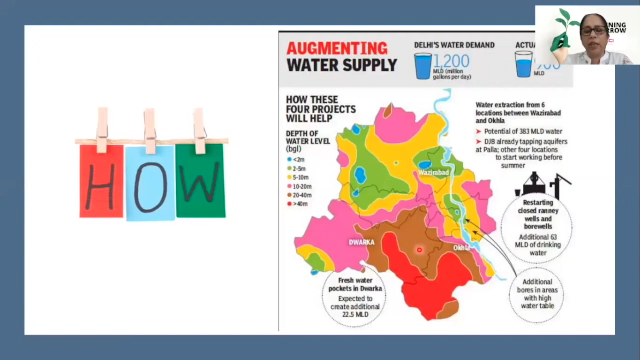 HOW
AUGMENTING
WATER SUPPLY
DELHI'S WATER DEMAND
1,200
MLD (million
gallons per day)
MLD
HOW THESE
FOUR PROJECTS
WILL HELP
DEPTH OF
WATER LEVEL
(bgl)
<2m
2-5m
5-10m
10-20m
20-40m
>40m
Wazirabad
DWARKA
Okhla
Water extraction from 6
locations between Wazirabad
and Okhla
Potential of 383 MLD water
DJB already tapping aquifers
at Palla; other four locations
to start working before
summer
Restarting
closed ranney
wells and
borewells
Additional 63
MLD of drinking
water
Additional
bores in areas
with high
water table
Fresh water
pockets in Dwarka
Expected to
create additional
22.5 MLD